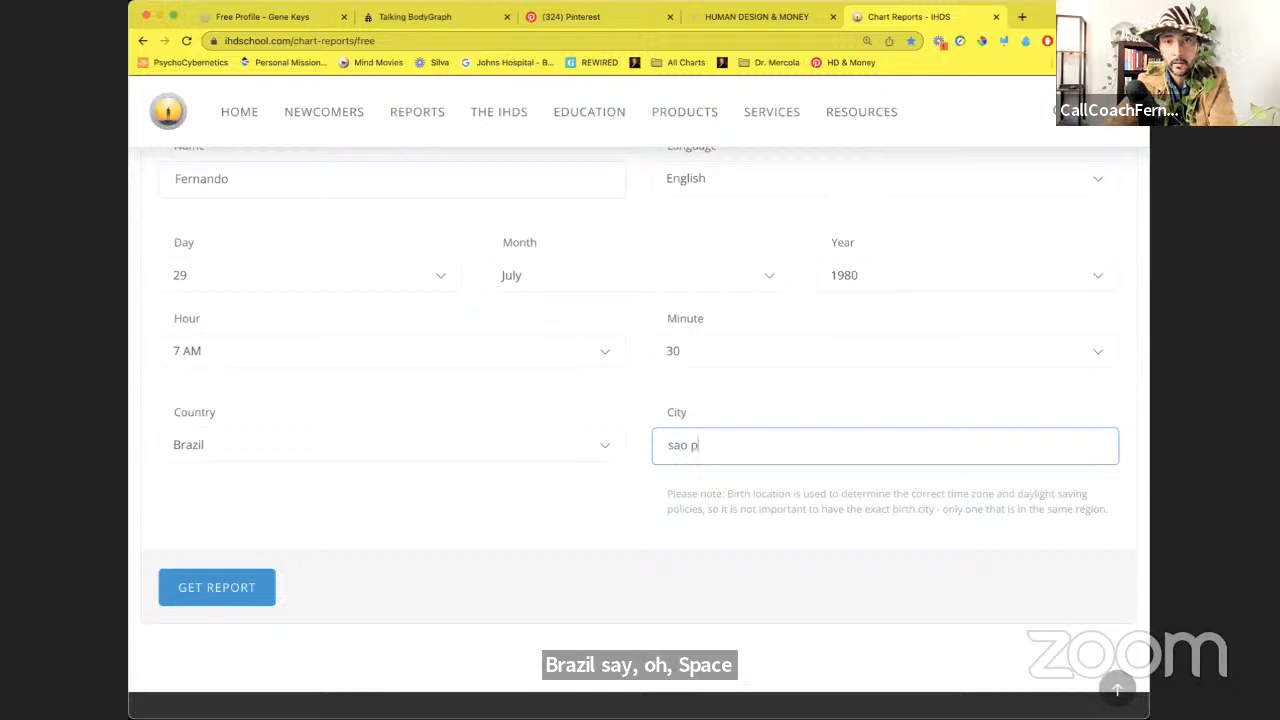 Free Profile - Gene Keys
Talking BodyGraph
(324) Pinterest
HUMAN DESIGN & MONEY
Chart Reports - IHDS
ihdschool.com/chart-reports/free
PsychoCybernetics
Personal Mission...
Mind Movies
Silva
Johns Hospital - B...
REWIRED
All Charts
Dr. Mercola
HD & Money
CallCoachFern...
HOME NEWCOMERS REPORTS THE IHDS EDUCATION PRODUCTS SERVICES RESOURCES
Name Language
Fernando English
Day Month Year
29 July 1980
Hour Minute
7 AM 30
Country City
Brazil sao p
Please note: Birth location is used to determine the correct time zone and daylight saving
policies, so it is not important to have the exact birth city - only one that is in the same region.
GET REPORT
Brazil say, oh, Space
zoom